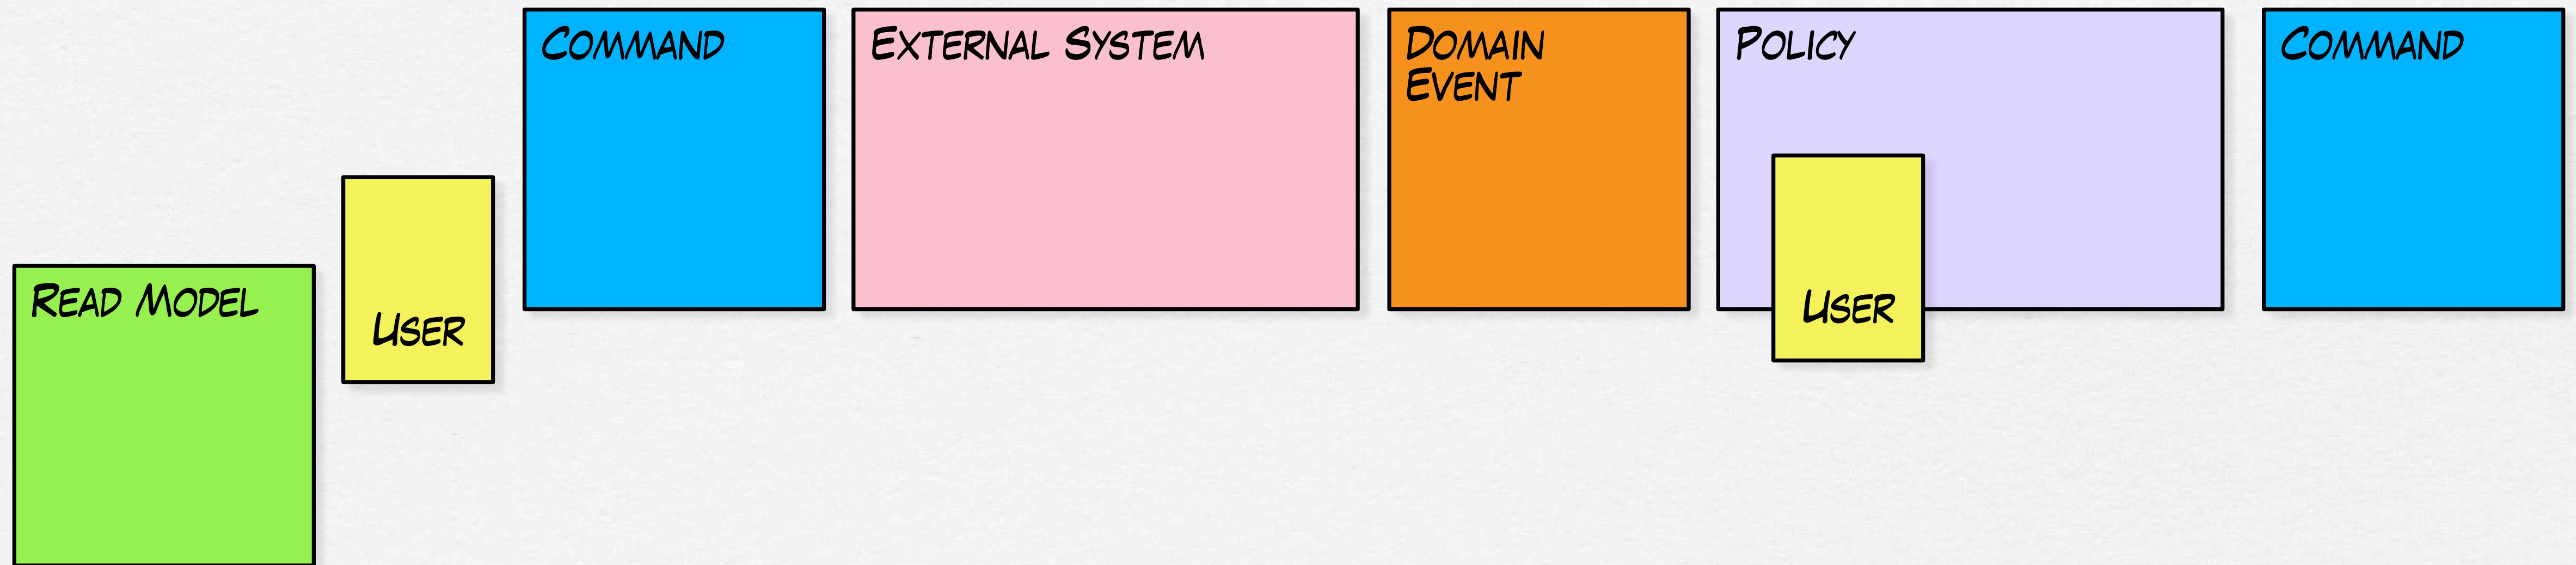 Read Model
User
Command
External System
Domain
Event
Policy
User
Command